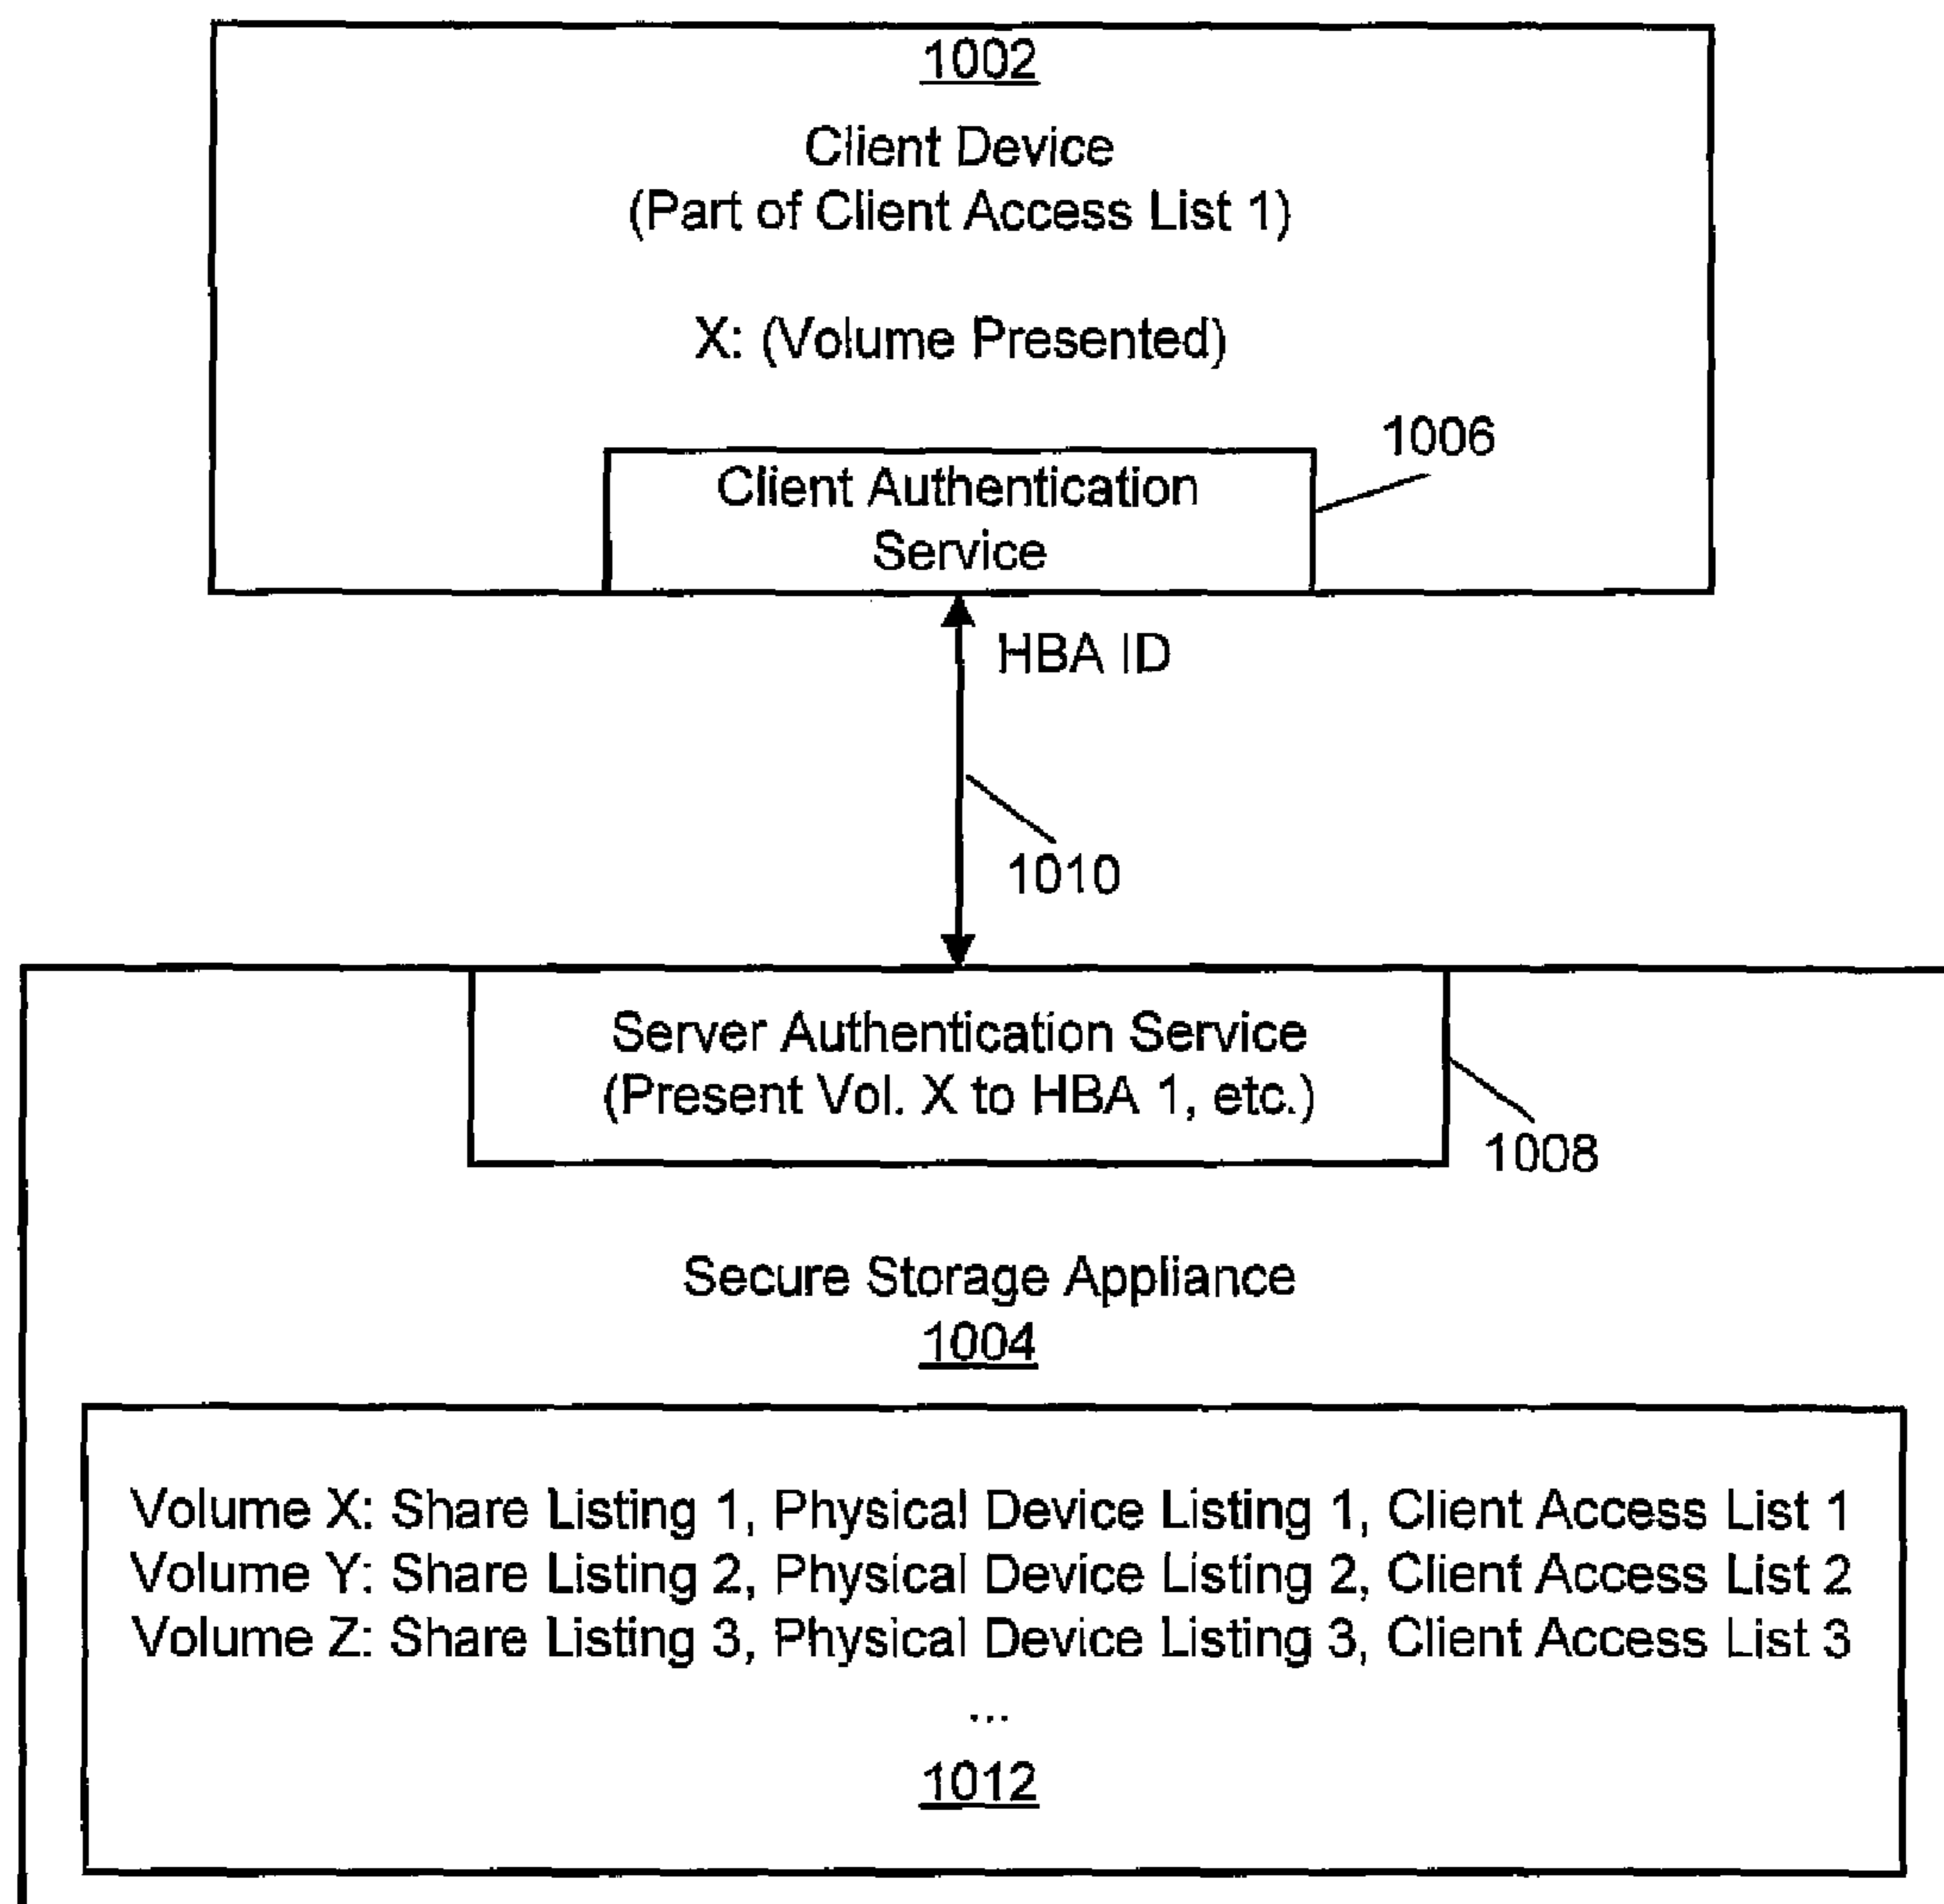 1002
Client Device
(Part of Client Access List 1)
X: (Volume Presented)
1006
Client Authentication
Service
HBA ID
1010
Server Authentication Service
(Present Vol. X to HBA 1, etc.)
1008
Secure Storage Appliance
1004
Volume X: Share Listing 1, Physical Device Listing 1, Client Access List 1
Volume Y: Share Listing 2, Physical Device Listing 2, Client Access List 2
Volume Z: Share Listing 3, Physical Device Listing 3, Client Access List 3
...
1012